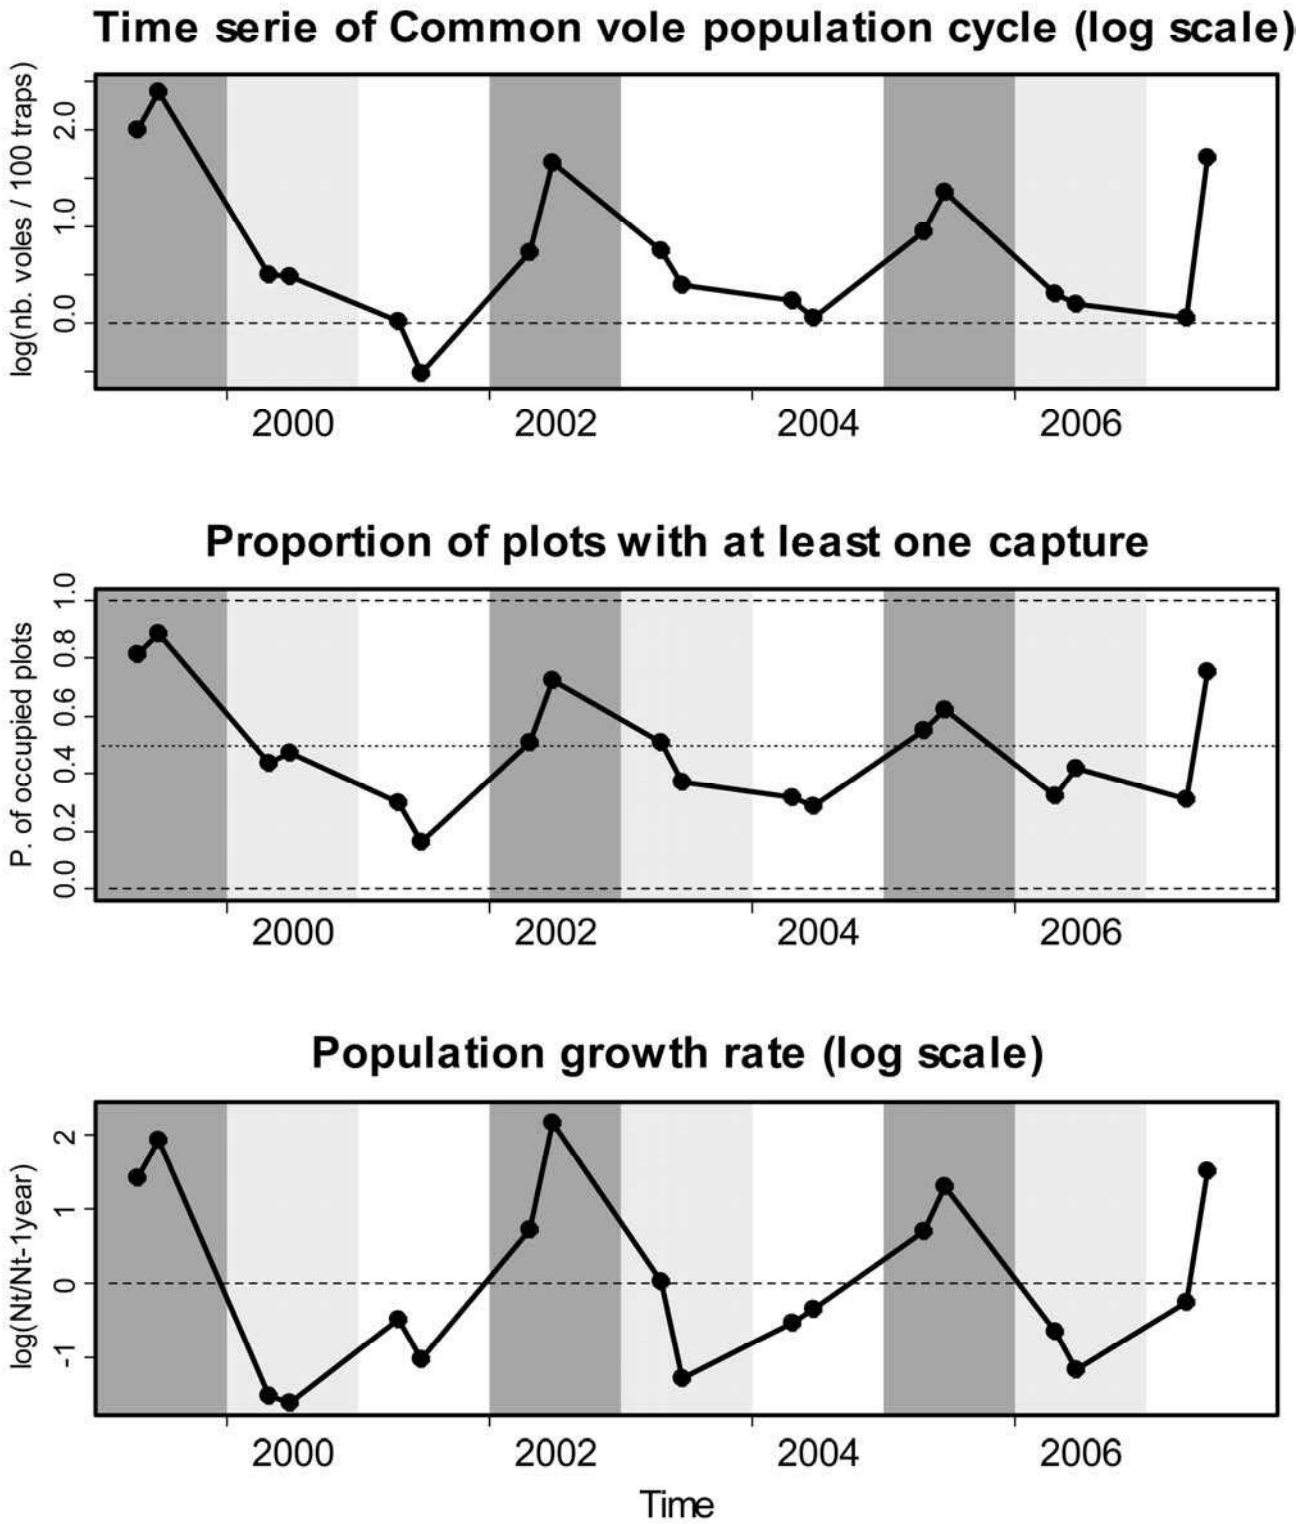 Time serie of Common vole population cycle (log scale)
log(nb. voles / 100 traps)
2.0
1.0
0.0
2000 2002 2004 2006
Proportion of plots with at least one capture
P. of occupied plots
1.0
0.8
0.6
0.4
0.2
0.0
2000 2002 2004 2006
Population growth rate (log scale)
log(Nt/Nt-1year)
2
1
0
-1
2000 2002 2004 2006
Time